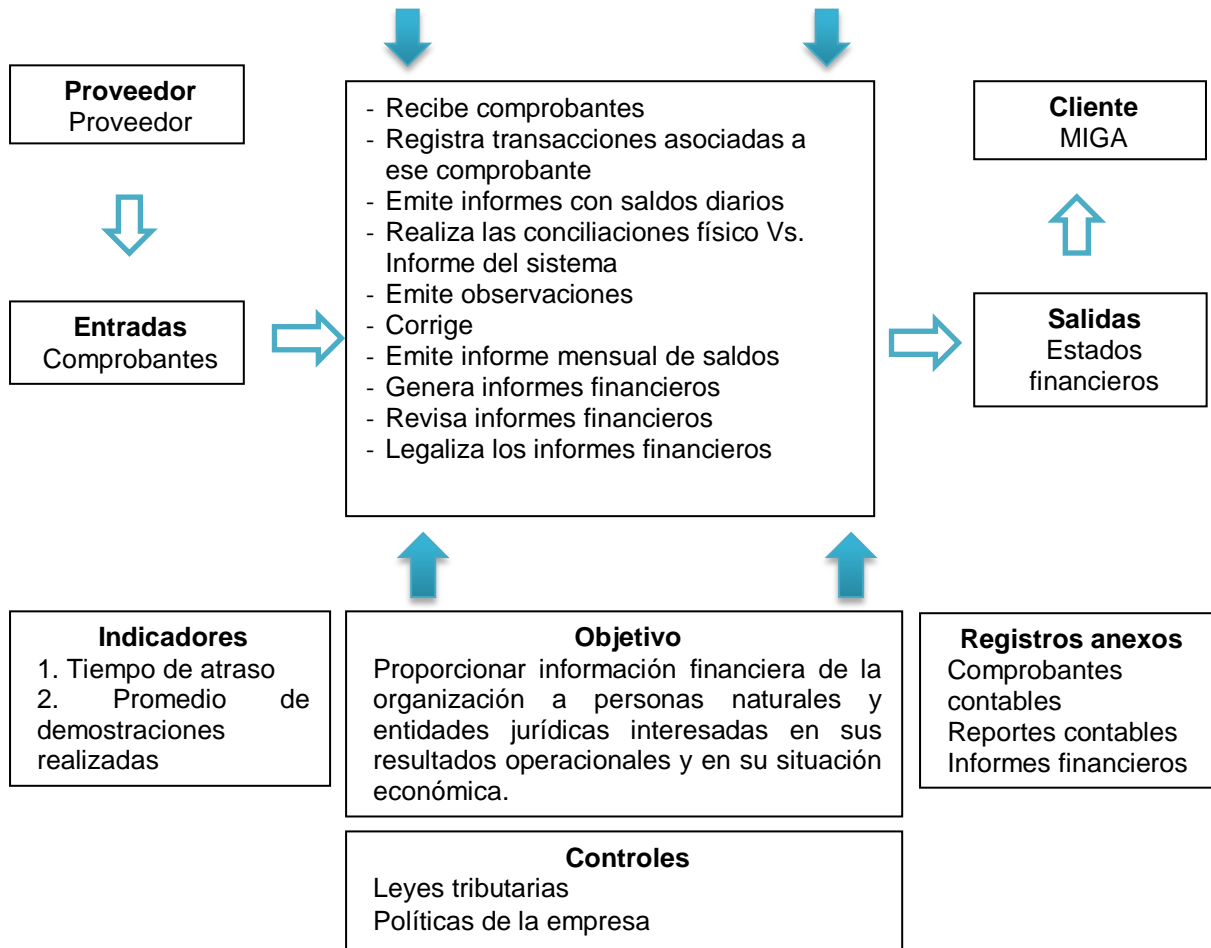 Proveedor
Proveedor
Entradas
Comprobantes
- Recibe comprobantes
- Registra transacciones asociadas a
ese comprobante
- Emite informes con saldos diarios
- Realiza las conciliaciones físico Vs.
Informe del sistema
- Emite observaciones
- Corrige
- Emite informe mensual de saldos
- Genera informes financieros
- Revisa informes financieros
- Legaliza los informes financieros
Cliente
MIGA
Salidas
Estados
financieros
Indicadores
1. Tiempo de atraso
2. Promedio de
demostraciones
realizadas
Objetivo
Proporcionar información financiera de la
organización a personas naturales y
entidades jurídicas interesadas en sus
resultados operacionales y en su situación
económica.
Registros anexos
Comprobantes
contables
Reportes contables
Informes financieros
Controles
Leyes tributarias
Políticas de la empresa